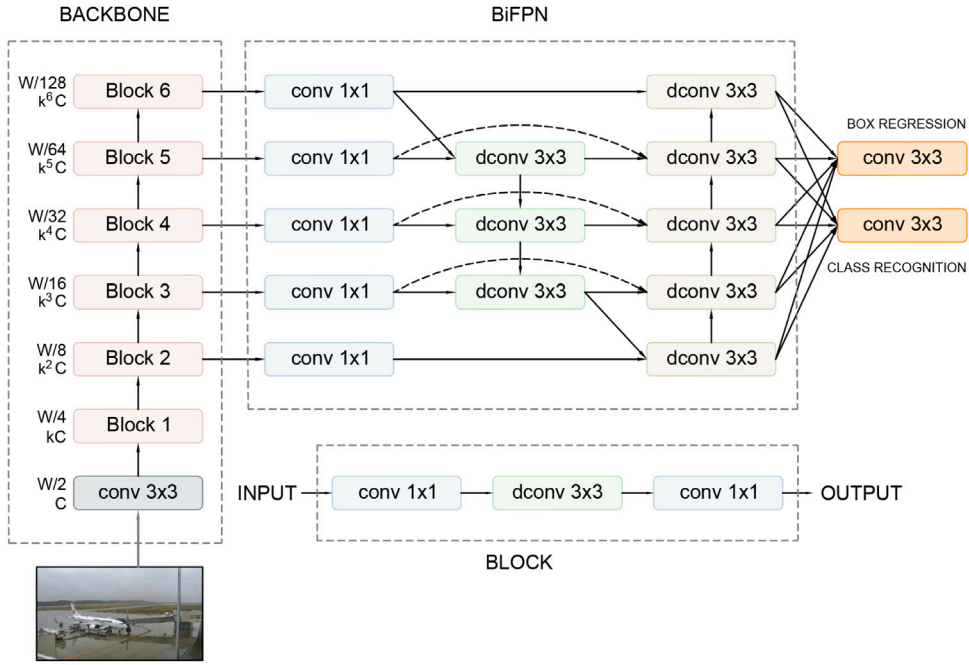 BACKBONE
BiFPN
W/128
k⁶C
Block 6
conv 1x1
dconv 3x3
BOX REGRESSION
W/64
k⁵C
Block 5
conv 1x1
dconv 3x3
dconv 3x3
conv 3x3
W/32
k⁴C
Block 4
conv 1x1
dconv 3x3
dconv 3x3
conv 3x3
CLASS RECOGNITION
W/16
k³C
Block 3
conv 1x1
dconv 3x3
dconv 3x3
W/8
k²C
Block 2
conv 1x1
dconv 3x3
W/4
kC
Block 1
W/2
C
conv 3x3
INPUT
conv 1x1
dconv 3x3
conv 1x1
OUTPUT
BLOCK